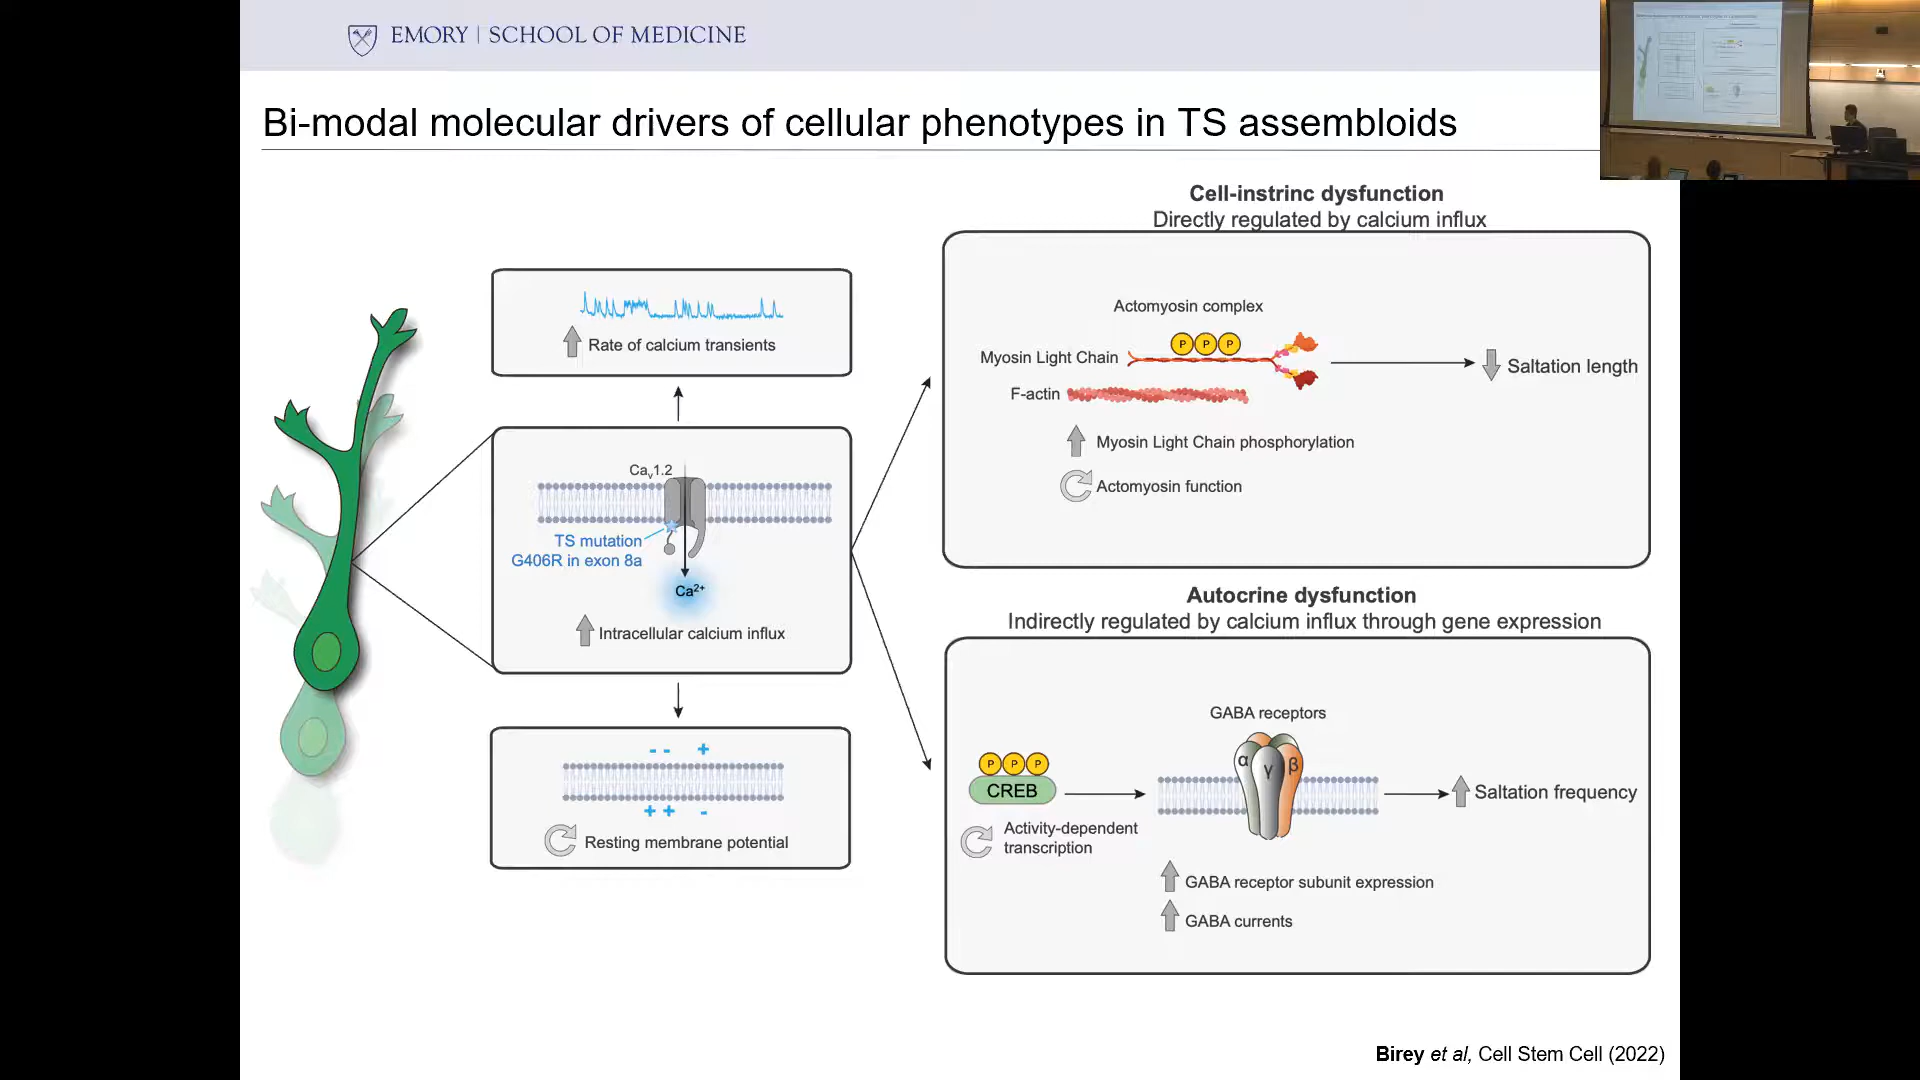 EMORY | SCHOOL OF MEDICINE
Bi-modal molecular drivers of cellular phenotypes in TS assembloids
Rate of calcium transients
Cav1.2
TS mutation
G406R in exon 8a
Ca2+
Intracellular calcium influx
-- +
++ -
Resting membrane potential
Cell-instrinc dysfunction
Directly regulated by calcium influx
Actomyosin complex
P P P
Myosin Light Chain
F-actin
Saltation length
Myosin Light Chain phosphorylation
Actomyosin function
Autocrine dysfunction
Indirectly regulated by calcium influx through gene expression
GABA receptors
P P P
CREB
α γ β
Saltation frequency
Activity-dependent
transcription
GABA receptor subunit expression
GABA currents
Birey et al, Cell Stem Cell (2022)